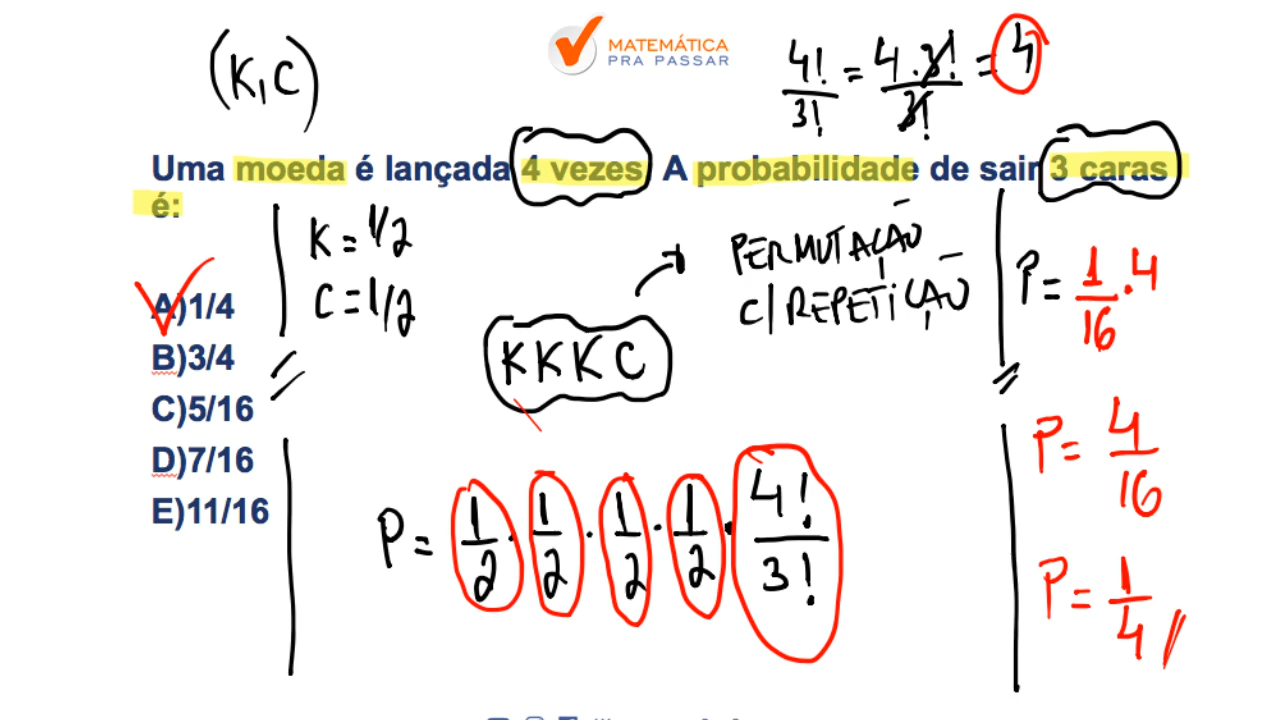 (K,C)
MATEMÁTICA
PRA PASSAR
4!/3! = 4.3!/3! = 4
Uma moeda é lançada 4 vezes. A probabilidade de sair 3 caras
é:
K = 1/2
C = 1/2
PERMUTAÇÃO
C/ REPETIÇÃO
KKKC
A)1/4
B)3/4
C)5/16
D)7/16
E)11/16
P = 1/2 . 1/2 . 1/2 . 1/2 . 4!/3!
P = 1/16 . 4
P = 4/16
P = 1/4